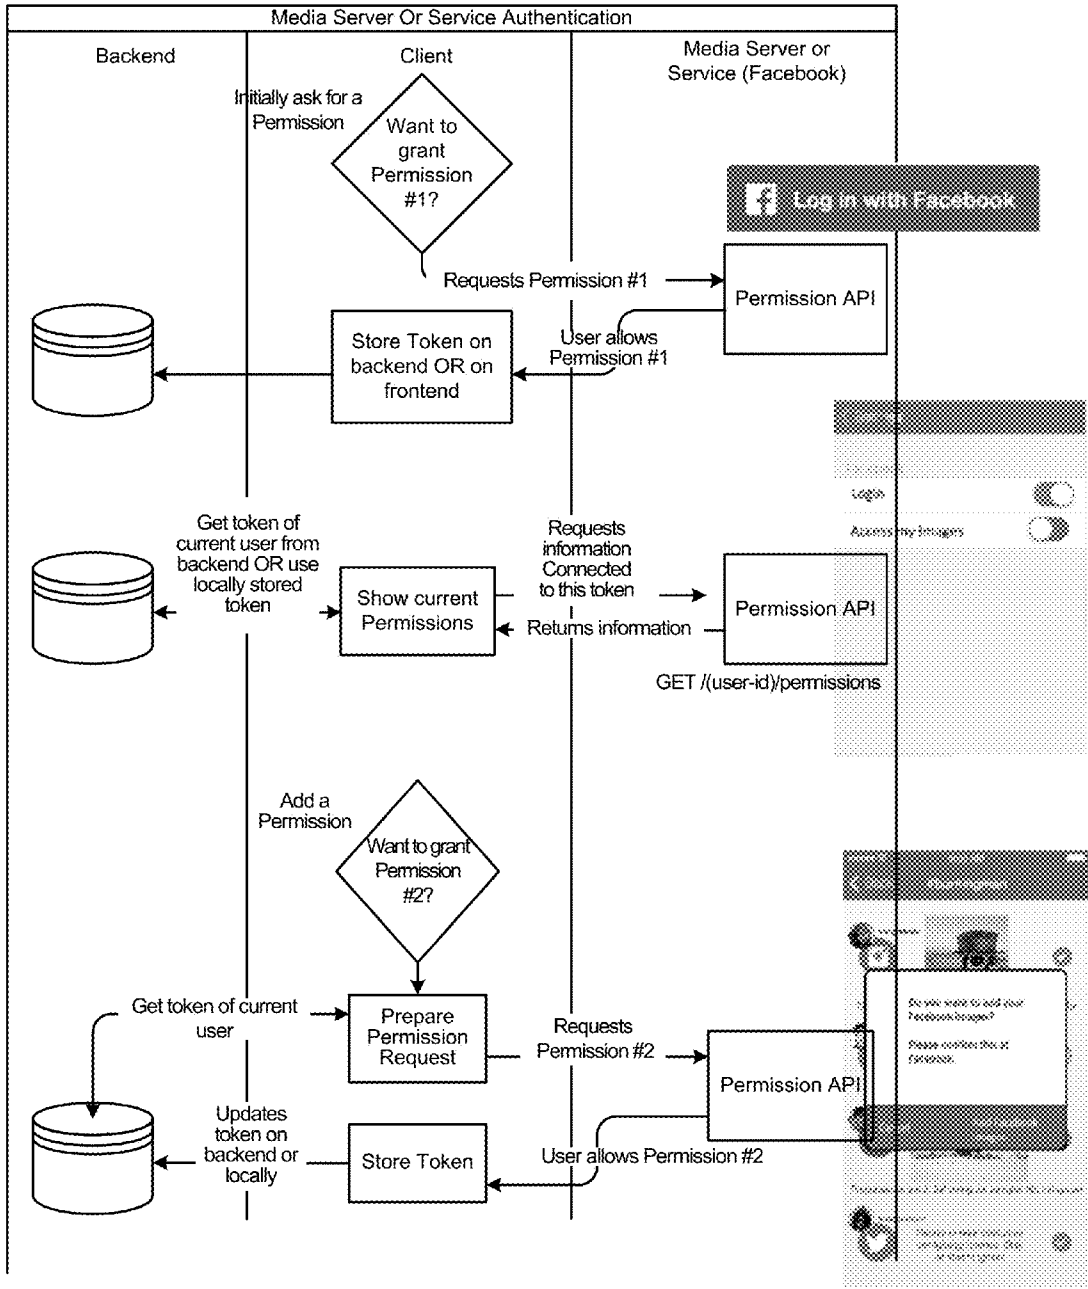 Media Server Or Service Authentication
Backend
Client
Media Server or
Service (Facebook)
Initially ask for a
Permission
Want to
grant
Permission
#1?
Log in with Facebook
Requests Permission #1
Permission API
User allows
Permission #1
Store Token on
backend OR on
frontend
Login
Access my Images
Get token of
current user from
backend OR use
locally stored
token
Requests
information
Connected
to this token
Show current
Permissions
Permission API
Returns information
GET /(user-id)/permissions
Add a
Permission
Want to grant
Permission
#2?
Do you want to add your
Facebook Images?
Please confirm this at
Facebook.
Get token of current
user
Prepare
Permission
Request
Requests
Permission #2
Permission API
Updates
token on
backend or
locally
Store Token
User allows Permission #2